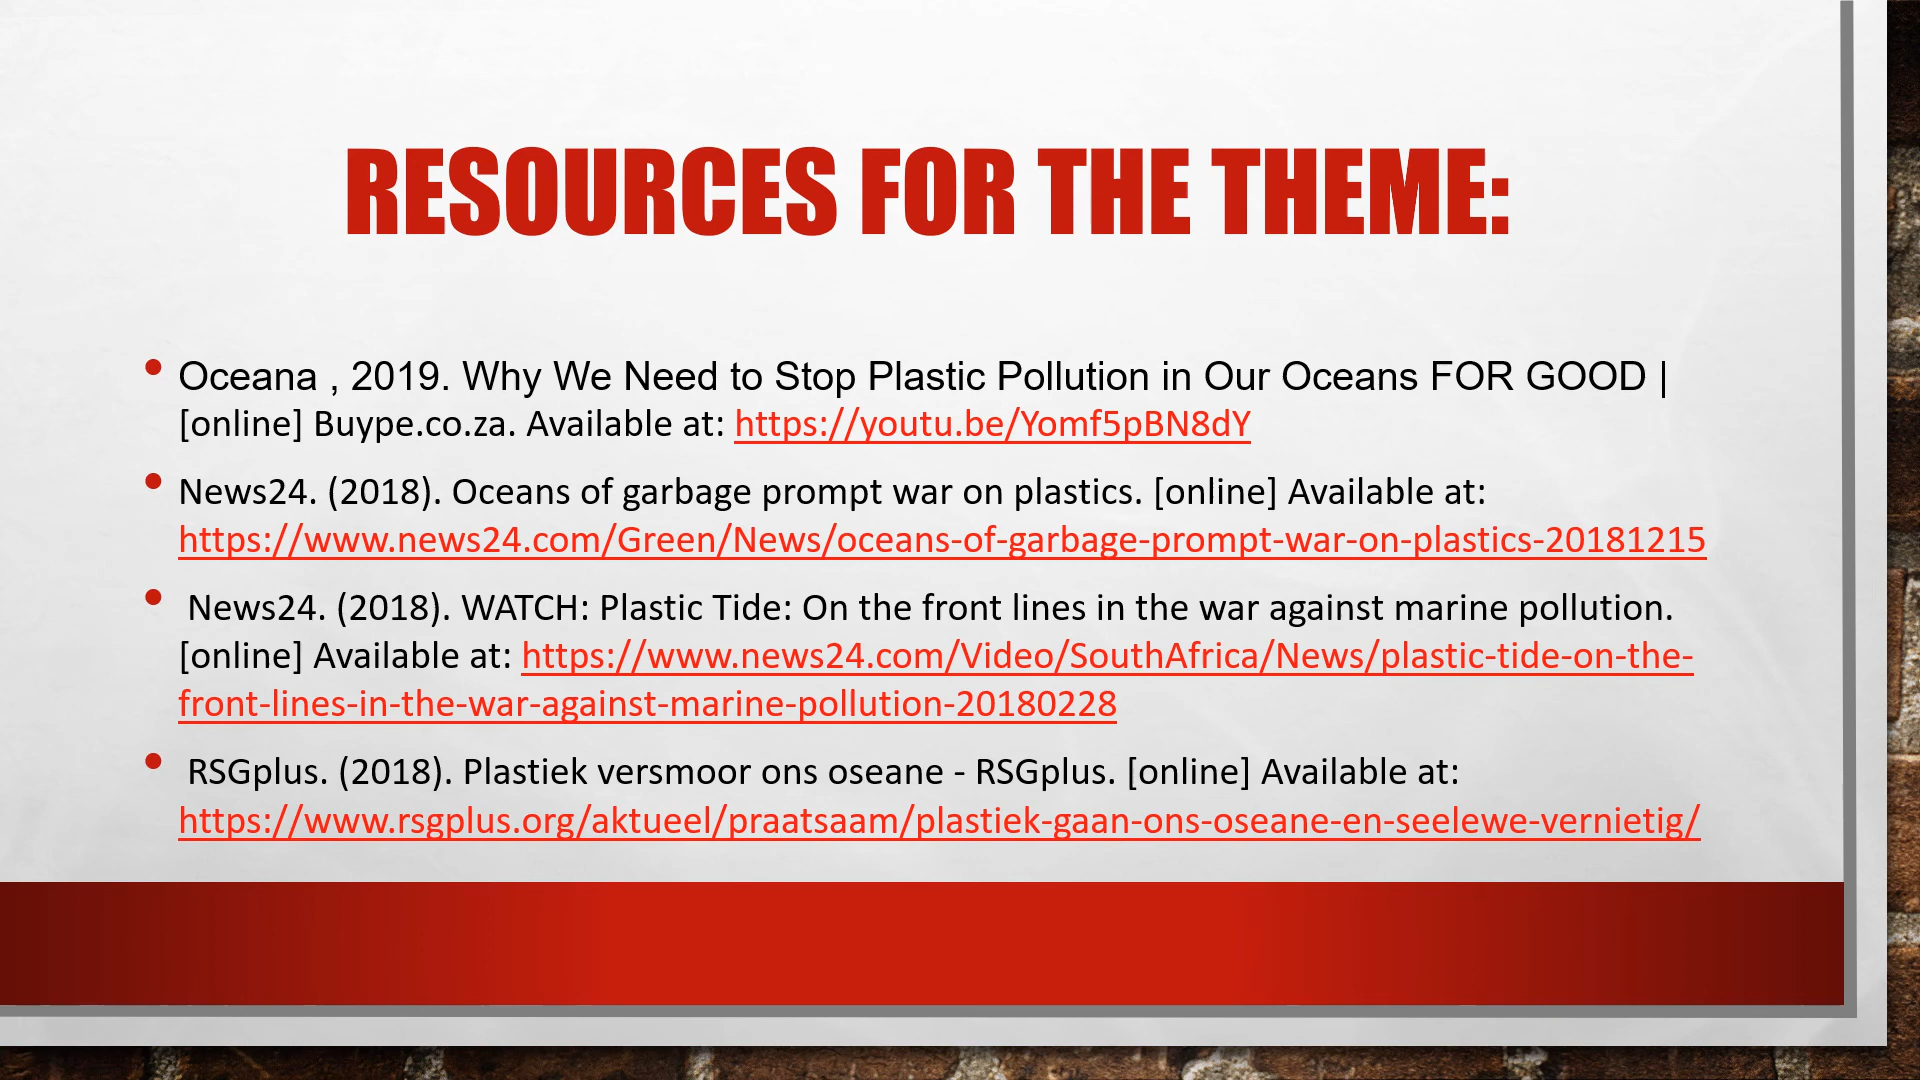 RESOURCES FOR THE THEME:
• Oceana , 2019. Why We Need to Stop Plastic Pollution in Our Oceans FOR GOOD |
[online] Buype.co.za. Available at: https://youtu.be/Yomf5pBN8dY
• News24. (2018). Oceans of garbage prompt war on plastics. [online] Available at:
https://www.news24.com/Green/News/oceans-of-garbage-prompt-war-on-plastics-20181215
• News24. (2018). WATCH: Plastic Tide: On the front lines in the war against marine pollution.
[online] Available at: https://www.news24.com/Video/SouthAfrica/News/plastic-tide-on-the-
front-lines-in-the-war-against-marine-pollution-20180228
• RSGplus. (2018). Plastiek versmoor ons oseane - RSGplus. [online] Available at:
https://www.rsgplus.org/aktueel/praatsaam/plastiek-gaan-ons-oseane-en-seelewe-vernietig/